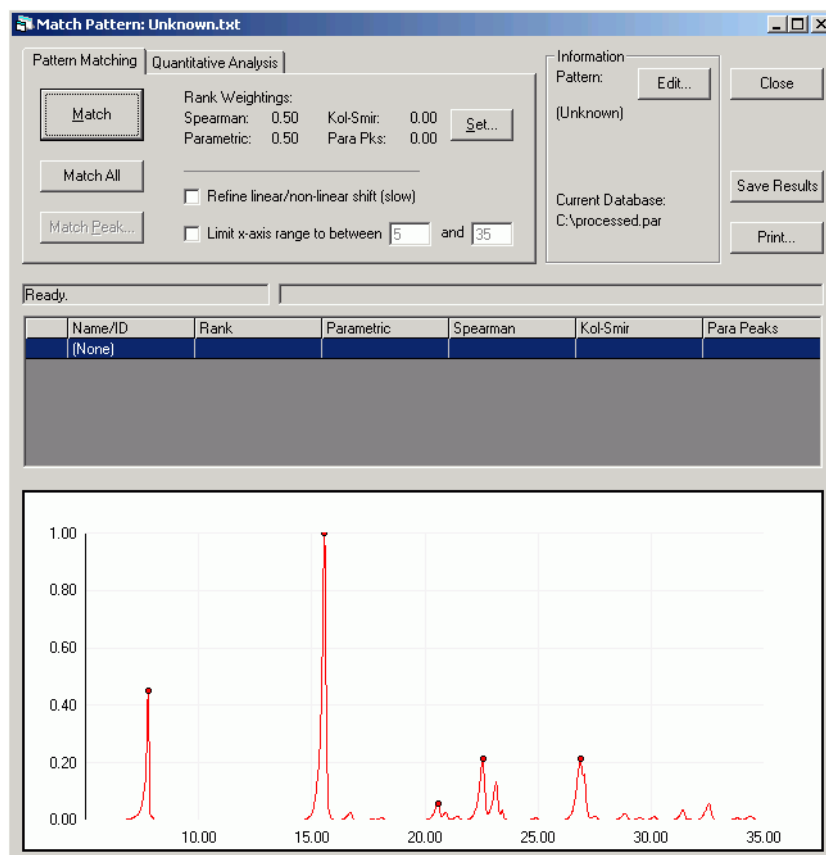 Match Pattern: Unknown.txt
Pattern Matching
Quantitative Analysis
Match
Match All
Match Peak...
Rank Weightings:
Spearman: 0.50 Kol-Smir: 0.00
Parametric: 0.50 Para Pks: 0.00
Set...
Refine linear/non-linear shift (slow)
Limit x-axis range to between 5 and 35
Information
Pattern:
Edit...
(Unknown)
Current Database:
C:\processed.par
Close
Save Results
Print...
Ready.
Name/ID Rank Parametric Spearman Kol-Smir Para Peaks
(None)
1.00
0.80
0.60
0.40
0.20
0.00
10.00 15.00 20.00 25.00 30.00 35.00